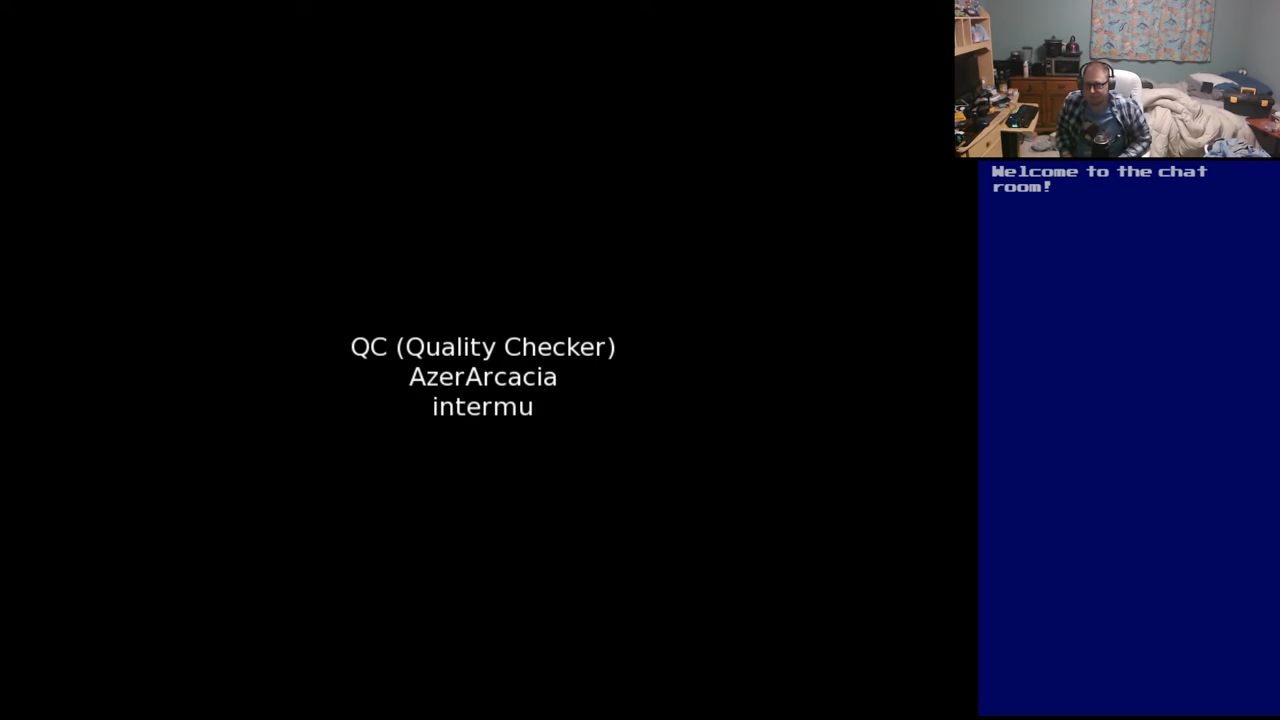 Welcome to the chat
room!
QC (Quality Checker)
AzerArcacia
intermu